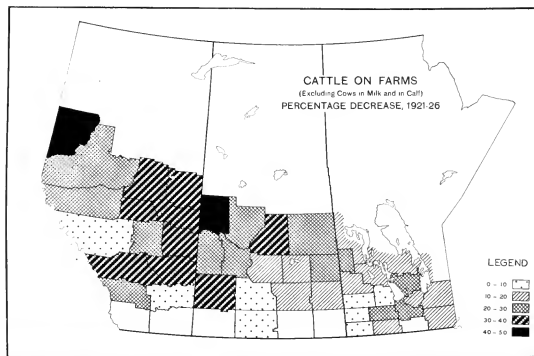 CATTLE ON FARMS
(Excluding Cows in Milk and in Calf)
PERCENTAGE DECREASE, 1921-26
LEGEND
0-10
10-20
20-30
30-40
40-50